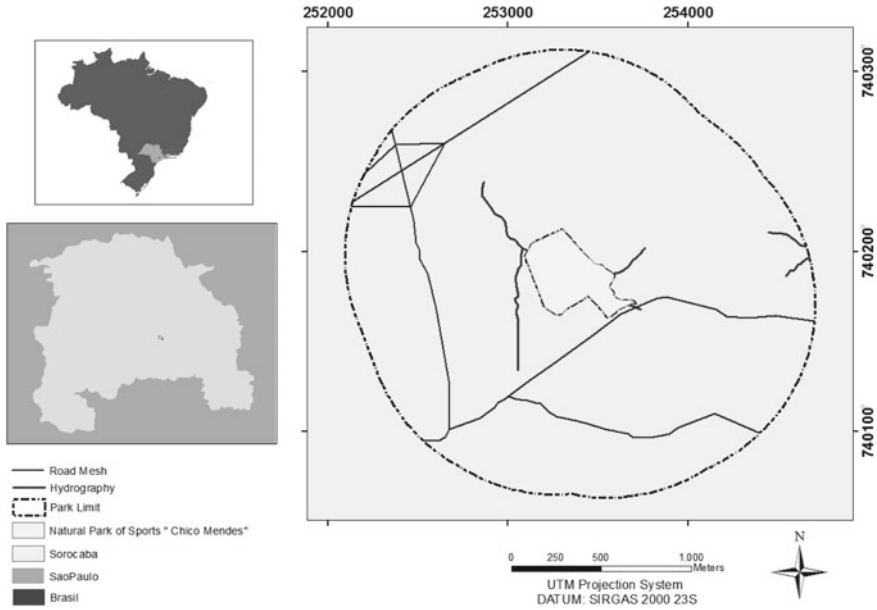 252000 253000 254000
740300
740200
740100
Road Mesh
Hydrography
Park Limit
Natural Park of Sports " Chico Mendes"
Sorocaba
SaoPaulo
Brasil
0 250 500 1.000
Meters
UTM Projection System
DATUM: SIRGAS 2000 23S
N